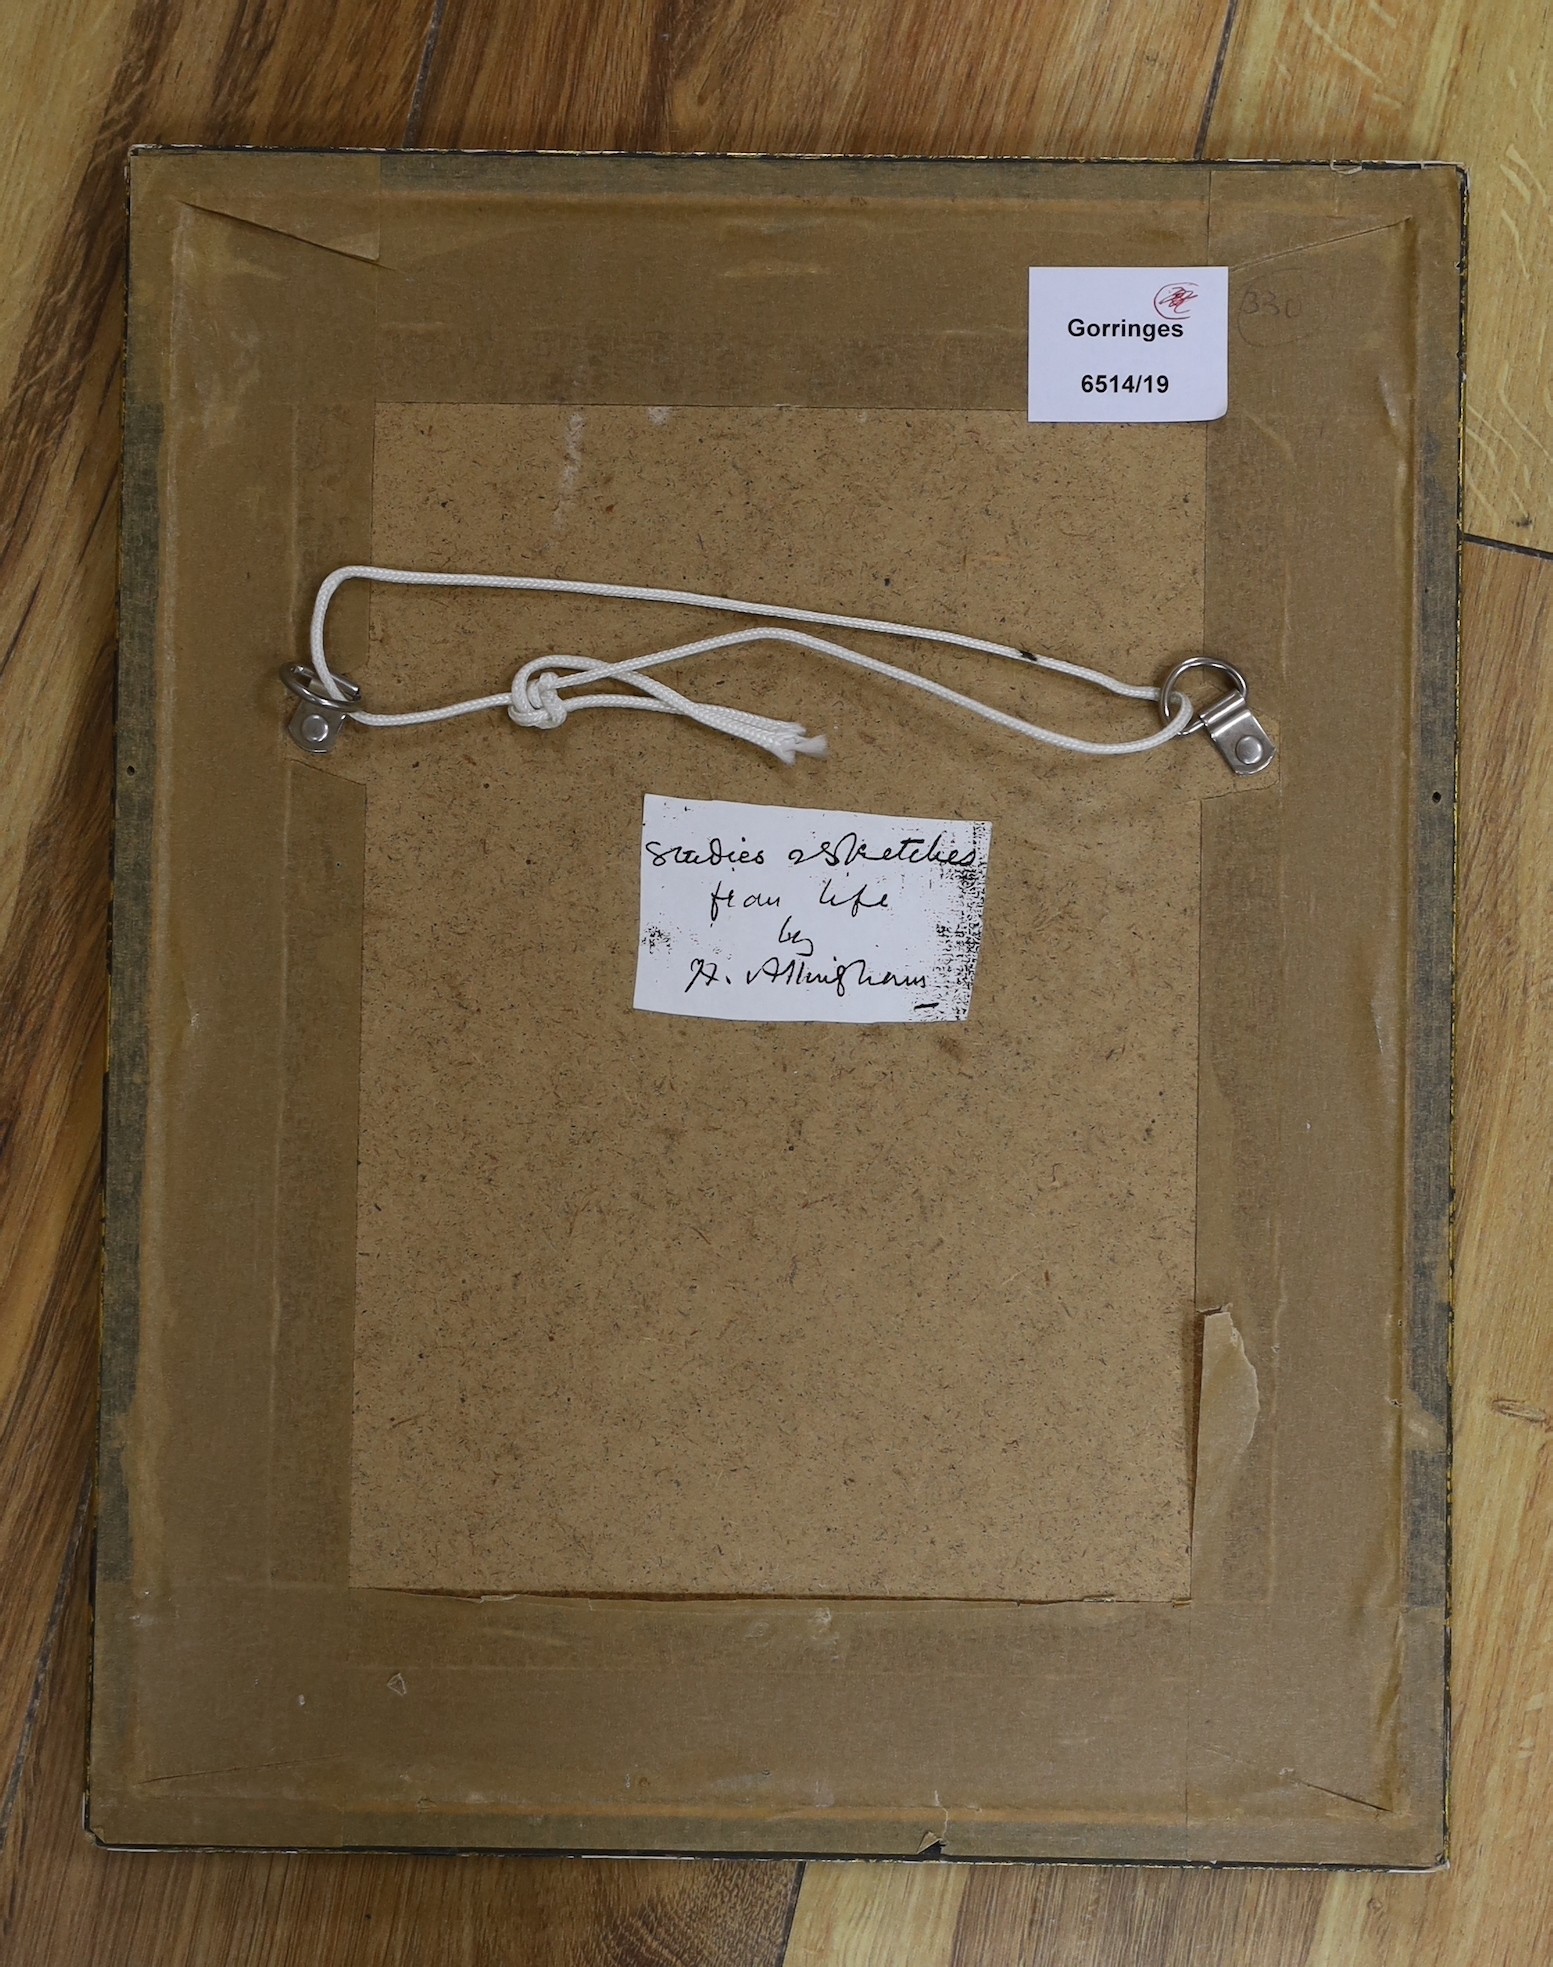 Gorringes
6514/19
330
Studies & Sketches
from life
by
H. Allingham